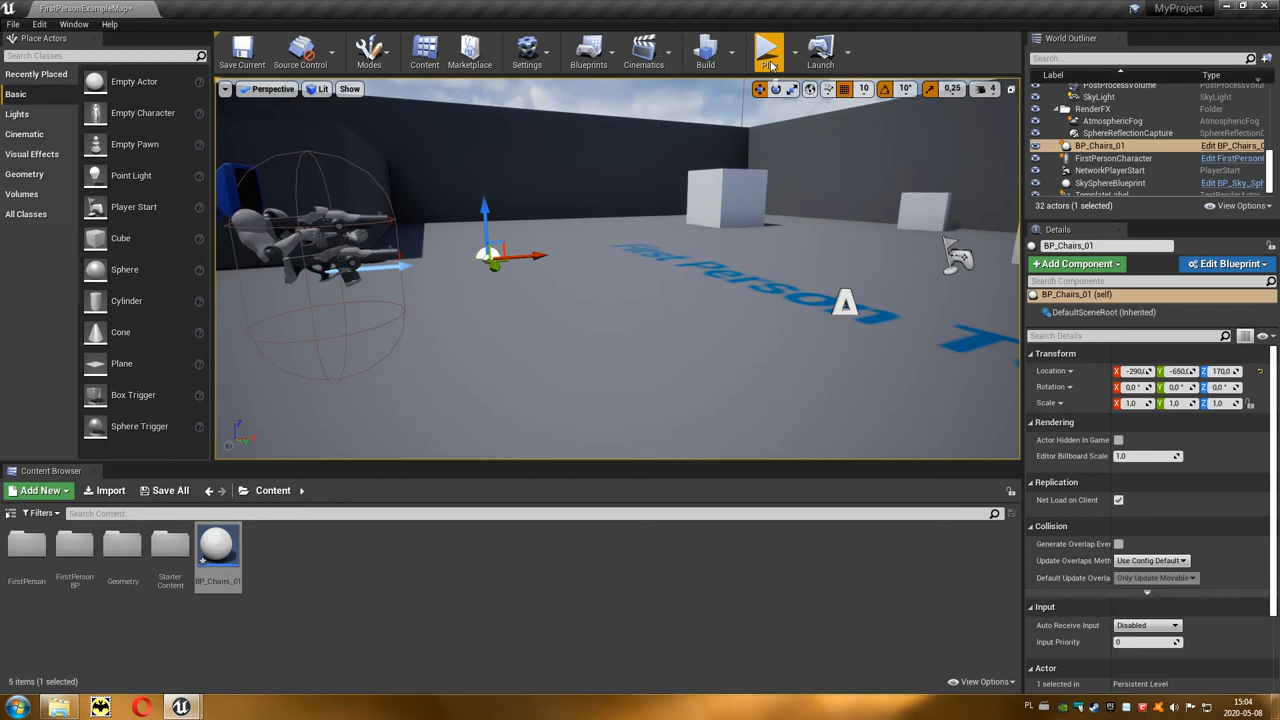 FirstPersonExampleMap*
MyProject
File Edit Window Help
Place Actors
Search Classes
Recently Placed
Basic
Lights
Cinematic
Visual Effects
Geometry
Volumes
All Classes
Empty Actor
Empty Character
Empty Pawn
Point Light
Player Start
Cube
Sphere
Cylinder
Cone
Plane
Box Trigger
Sphere Trigger
Save Current
Source Control
Modes
Content
Marketplace
Settings
Blueprints
Cinematics
Build
Launch
Perspective
Lit
Show
10
10°
0,25
4
First Person
A
World Outliner
Search...
Label Type
PostProcessVolume PostProcessVolume
SkyLight SkyLight
RenderFX Folder
AtmosphericFog AtmosphericFog
SphereReflectionCapture SphereReflectionC
BP_Chairs_01 Edit BP_Chairs_0
FirstPersonCharacter Edit FirstPerson
NetworkPlayerStart PlayerStart
SkySphereBlueprint Edit BP_Sky_Sph
32 actors (1 selected)
View Options
Details
BP_Chairs_01
Add Component
Edit Blueprint
Search Components
BP_Chairs_01 (self)
DefaultSceneRoot (Inherited)
Search Details
Transform
Location X -290,( Y -650,( Z 170,0
Rotation X 0,0 ° Y 0,0 ° Z 0,0 °
Scale X 1,0 Y 1,0 Z 1,0
Rendering
Actor Hidden In Game
Editor Billboard Scale 1,0
Replication
Net Load on Client
Collision
Generate Overlap Ever
Update Overlaps Meth Use Config Default
Default Update Overla Only Update Movable
Input
Auto Receive Input Disabled
Input Priority 0
Actor
1 selected in Persistent Level
Content Browser
Add New
Import
Save All
Content
Filters
Search Content
FirstPerson
FirstPerson
BP
Geometry
Starter
Content
BP_Chairs_01
5 items (1 selected)
View Options
PL
15:04
2020-05-08